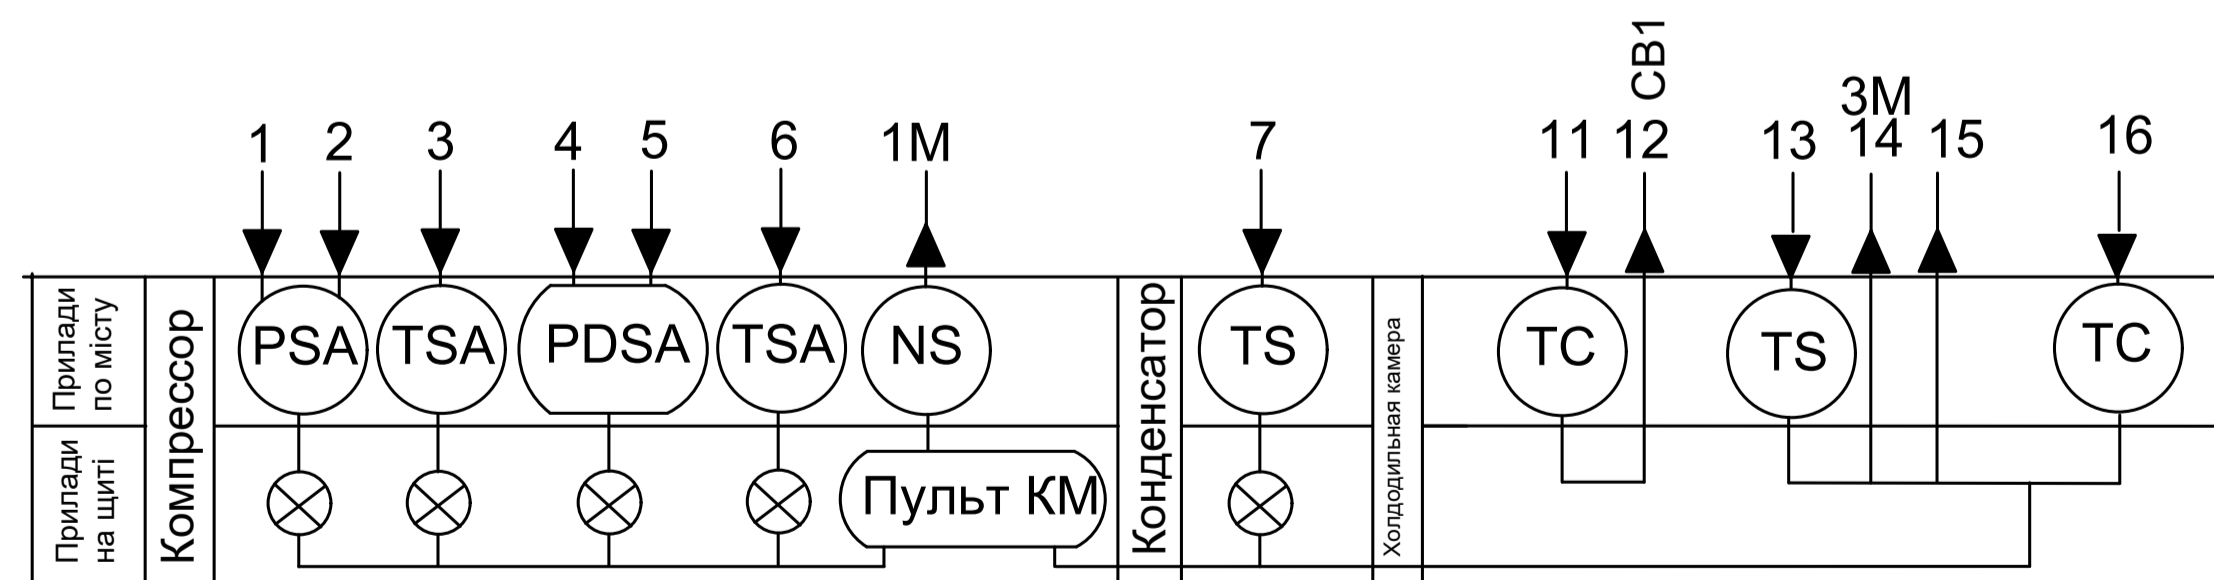 СВ1
3М
1 2 3 4 5 6 1М 7 11 12 13 14 15 16
Прилади
по місту
Компрессор
PSA TSA PDSA TSA NS
Конденсатор
TS
Холдодильная камера
TC TS TC
Прилади
на щиті
Пульт КМ